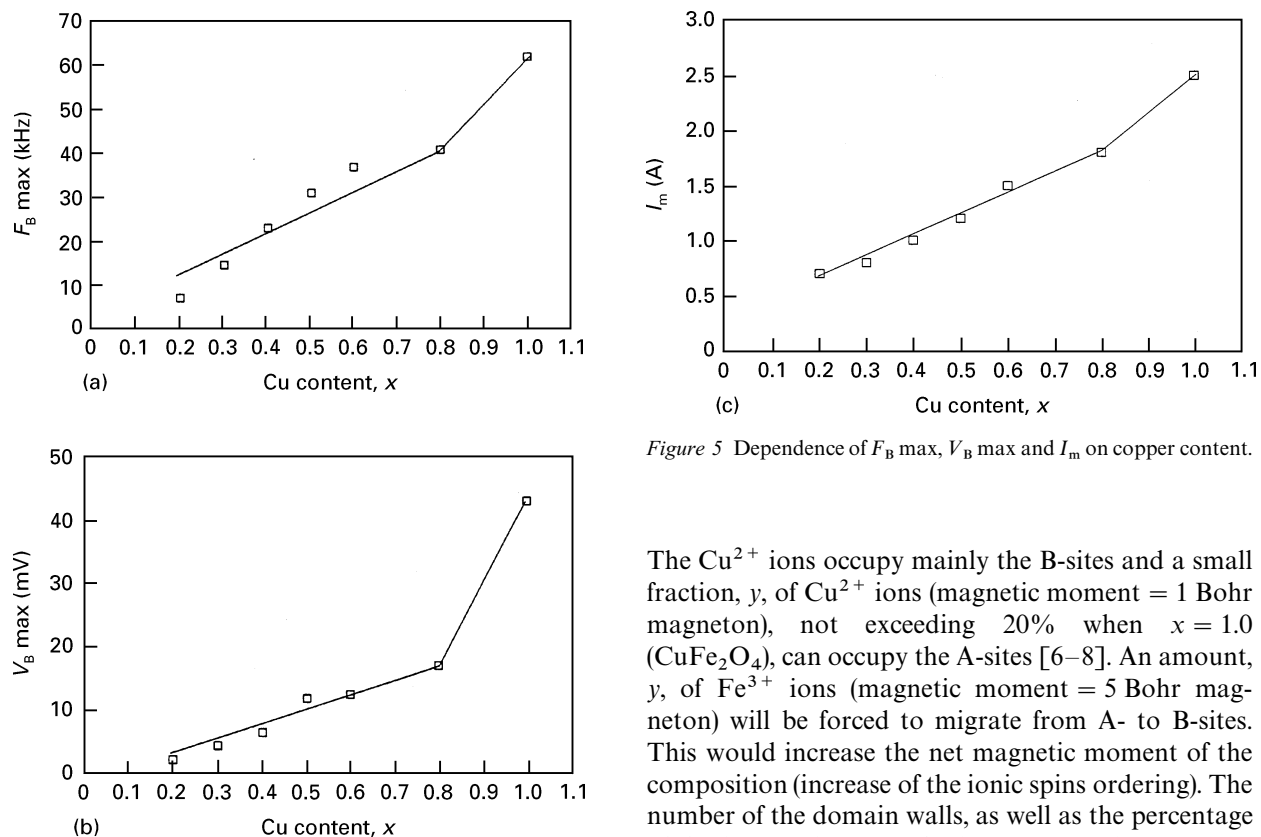 70
60
50
40
30
20
10
0
F_B max (kHz)
0 0.1 0.2 0.3 0.4 0.5 0.6 0.7 0.8 0.9 1.0 1.1
(a) Cu content, x
50
40
30
20
10
0
V_B max (mV)
0 0.1 0.2 0.3 0.4 0.5 0.6 0.7 0.8 0.9 1.0 1.1
(b) Cu content, x
3.0
2.5
2.0
1.5
1.0
0.5
0
I_m (A)
0 0.1 0.2 0.3 0.4 0.5 0.6 0.7 0.8 0.9 1.0 1.1
(c) Cu content, x
Figure 5 Dependence of F_B max, V_B max and I_m on copper content.
The Cu²⁺ ions occupy mainly the B-sites and a small
fraction, y, of Cu²⁺ ions (magnetic moment = 1 Bohr
magneton), not exceeding 20% when x = 1.0
(CuFe₂O₄), can occupy the A-sites [6–8]. An amount,
y, of Fe³⁺ ions (magnetic moment = 5 Bohr mag-
neton) will be forced to migrate from A- to B-sites.
This would increase the net magnetic moment of the
composition (increase of the ionic spins ordering). The
number of the domain walls, as well as the percentage